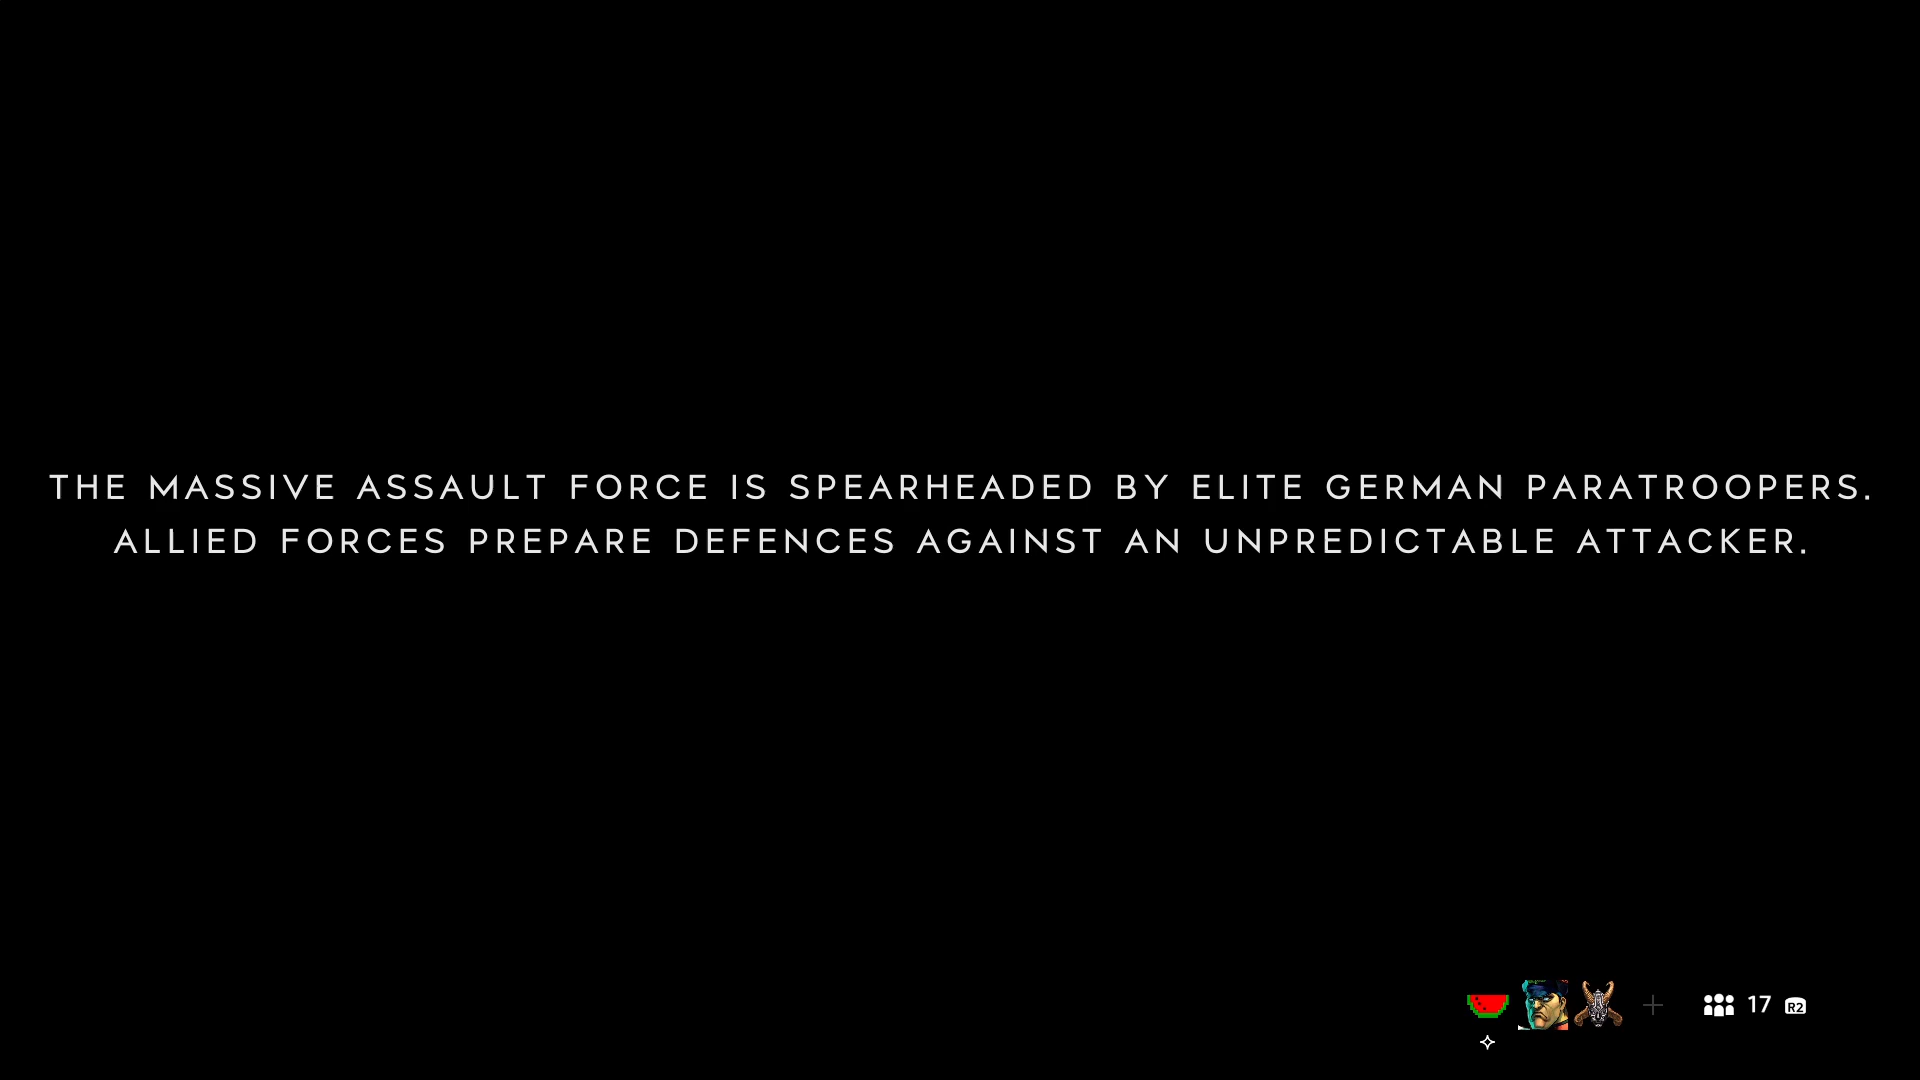 THE MASSIVE ASSAULT FORCE IS SPEARHEADED BY ELITE GERMAN PARATROOPERS.
ALLIED FORCES PREPARE DEFENCES AGAINST AN UNPREDICTABLE ATTACKER.
17 R2